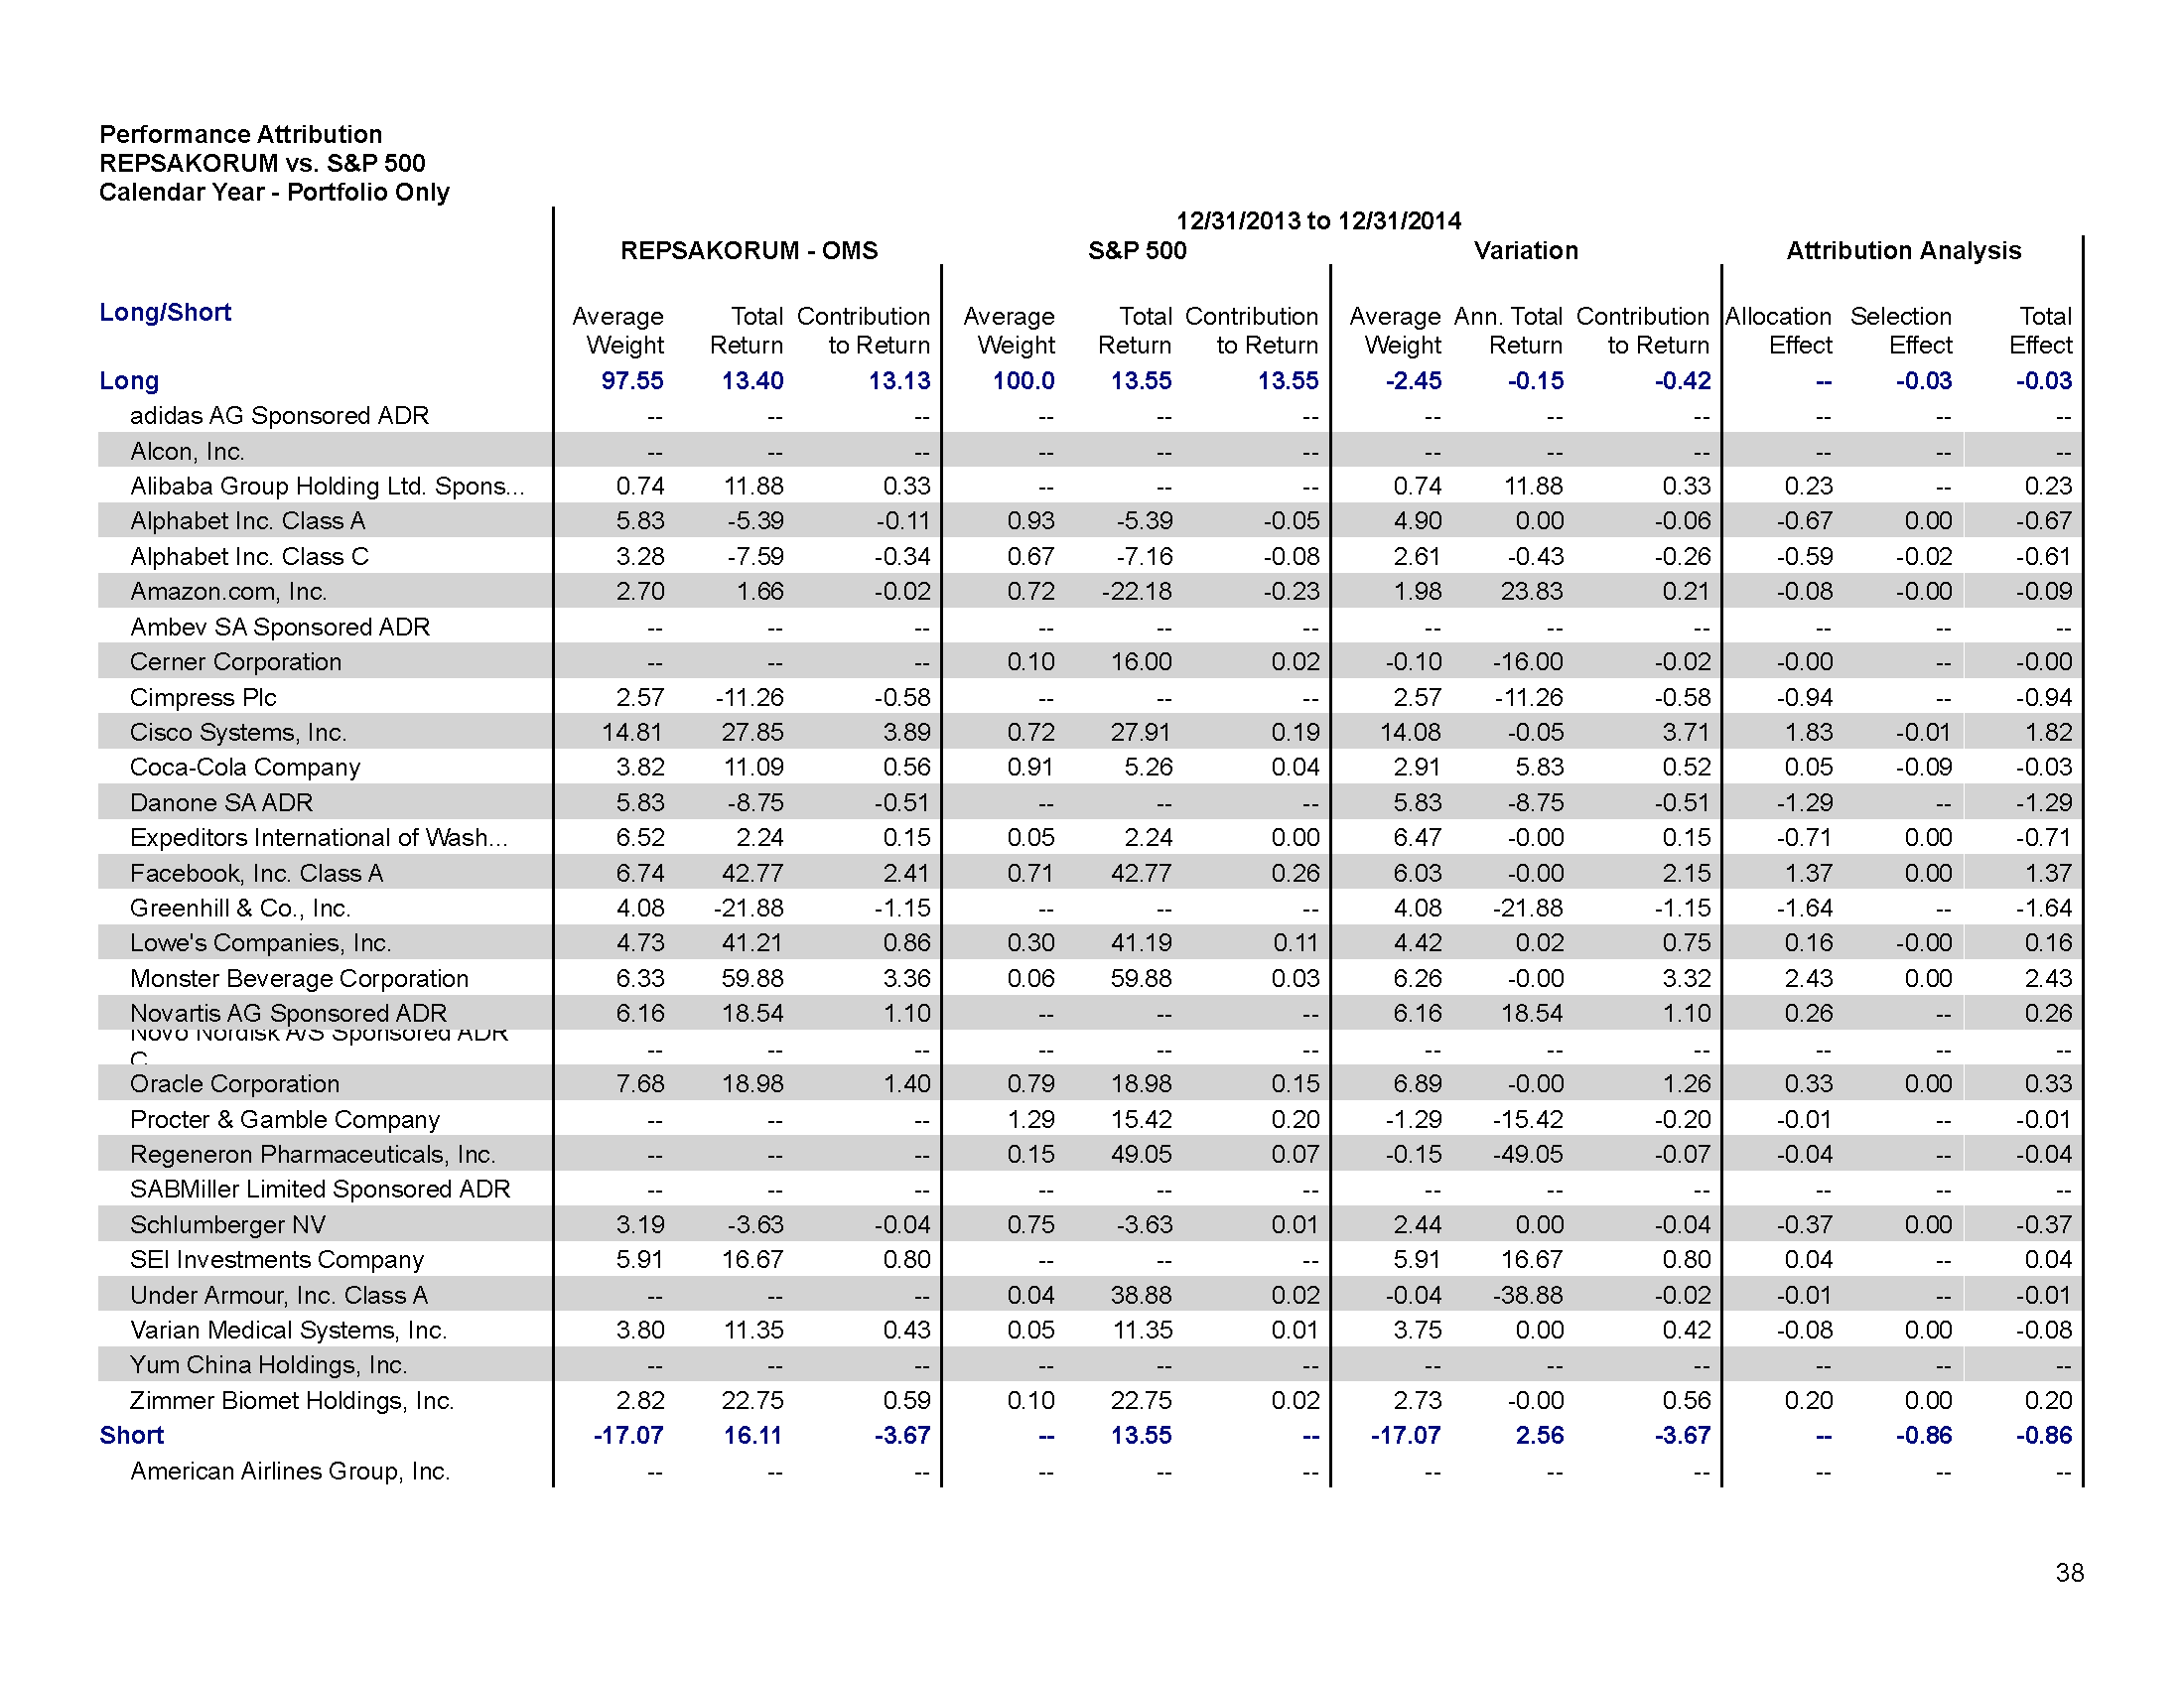 Performance Attribution
REPSAKORUM vs. S&P 500
Calendar Year - Portfolio Only
12/31/2013 to 12/31/2014
REPSAKORUM - OMS S&P 500 Variation Attribution Analysis
Long/Short Average Total Contribution Average Total Contribution Average Ann. Total Contribution Allocation Selection Total
Weight Return to Return Weight Return to Return Weight Return to Return Effect Effect Effect
Long 97.55 13.40 13.13 100.0 13.55 13.55 -2.45 -0.15 -0.42 -- -0.03 -0.03
adidas AG Sponsored ADR -- -- -- -- -- -- -- -- -- -- -- --
Alcon, Inc. -- -- -- -- -- -- -- -- -- -- -- --
Alibaba Group Holding Ltd. Spons... 0.74 11.88 0.33 -- -- -- 0.74 11.88 0.33 0.23 -- 0.23
Alphabet Inc. Class A 5.83 -5.39 -0.11 0.93 -5.39 -0.05 4.90 0.00 -0.06 -0.67 0.00 -0.67
Alphabet Inc. Class C 3.28 -7.59 -0.34 0.67 -7.16 -0.08 2.61 -0.43 -0.26 -0.59 -0.02 -0.61
Amazon.com, Inc. 2.70 1.66 -0.02 0.72 -22.18 -0.23 1.98 23.83 0.21 -0.08 -0.00 -0.09
Ambev SA Sponsored ADR -- -- -- -- -- -- -- -- -- -- -- --
Cerner Corporation -- -- -- 0.10 16.00 0.02 -0.10 -16.00 -0.02 -0.00 -- -0.00
Cimpress Plc 2.57 -11.26 -0.58 -- -- -- 2.57 -11.26 -0.58 -0.94 -- -0.94
Cisco Systems, Inc. 14.81 27.85 3.89 0.72 27.91 0.19 14.08 -0.05 3.71 1.83 -0.01 1.82
Coca-Cola Company 3.82 11.09 0.56 0.91 5.26 0.04 2.91 5.83 0.52 0.05 -0.09 -0.03
Danone SA ADR 5.83 -8.75 -0.51 -- -- -- 5.83 -8.75 -0.51 -1.29 -- -1.29
Expeditors International of Wash... 6.52 2.24 0.15 0.05 2.24 0.00 6.47 -0.00 0.15 -0.71 0.00 -0.71
Facebook, Inc. Class A 6.74 42.77 2.41 0.71 42.77 0.26 6.03 -0.00 2.15 1.37 0.00 1.37
Greenhill & Co., Inc. 4.08 -21.88 -1.15 -- -- -- 4.08 -21.88 -1.15 -1.64 -- -1.64
Lowe's Companies, Inc. 4.73 41.21 0.86 0.30 41.19 0.11 4.42 0.02 0.75 0.16 -0.00 0.16
Monster Beverage Corporation 6.33 59.88 3.36 0.06 59.88 0.03 6.26 -0.00 3.32 2.43 0.00 2.43
Novartis AG Sponsored ADR 6.16 18.54 1.10 -- -- -- 6.16 18.54 1.10 0.26 -- 0.26
Novo Nordisk A/S Sponsored ADR
-- -- -- -- -- -- -- -- -- -- -- --
Oracle Corporation 7.68 18.98 1.40 0.79 18.98 0.15 6.89 -0.00 1.26 0.33 0.00 0.33
Procter & Gamble Company -- -- -- 1.29 15.42 0.20 -1.29 -15.42 -0.20 -0.01 -- -0.01
Regeneron Pharmaceuticals, Inc. -- -- -- 0.15 49.05 0.07 -0.15 -49.05 -0.07 -0.04 -- -0.04
SABMiller Limited Sponsored ADR -- -- -- -- -- -- -- -- -- -- -- --
Schlumberger NV 3.19 -3.63 -0.04 0.75 -3.63 0.01 2.44 0.00 -0.04 -0.37 0.00 -0.37
SEI Investments Company 5.91 16.67 0.80 -- -- -- 5.91 16.67 0.80 0.04 -- 0.04
Under Armour, Inc. Class A -- -- -- 0.04 38.88 0.02 -0.04 -38.88 -0.02 -0.01 -- -0.01
Varian Medical Systems, Inc. 3.80 11.35 0.43 0.05 11.35 0.01 3.75 0.00 0.42 -0.08 0.00 -0.08
Yum China Holdings, Inc. -- -- -- -- -- -- -- -- -- -- -- --
Zimmer Biomet Holdings, Inc. 2.82 22.75 0.59 0.10 22.75 0.02 2.73 -0.00 0.56 0.20 0.00 0.20
Short -17.07 16.11 -3.67 -- 13.55 -- -17.07 2.56 -3.67 -- -0.86 -0.86
American Airlines Group, Inc. -- -- -- -- -- -- -- -- -- -- -- --
38